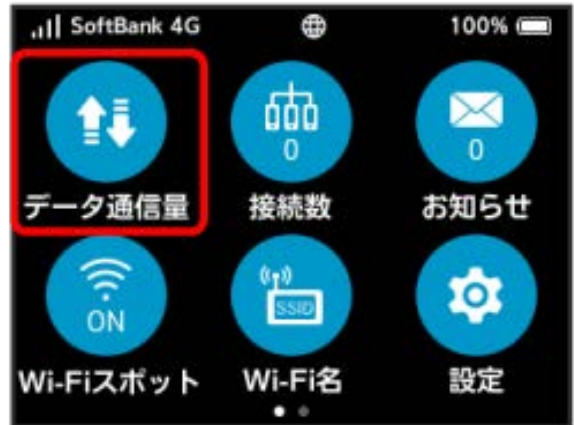 SoftBank 4G 100%
0 0
データ通信量 接続数 お知らせ
ON SSID
Wi-Fiスポット Wi-Fi名 設定